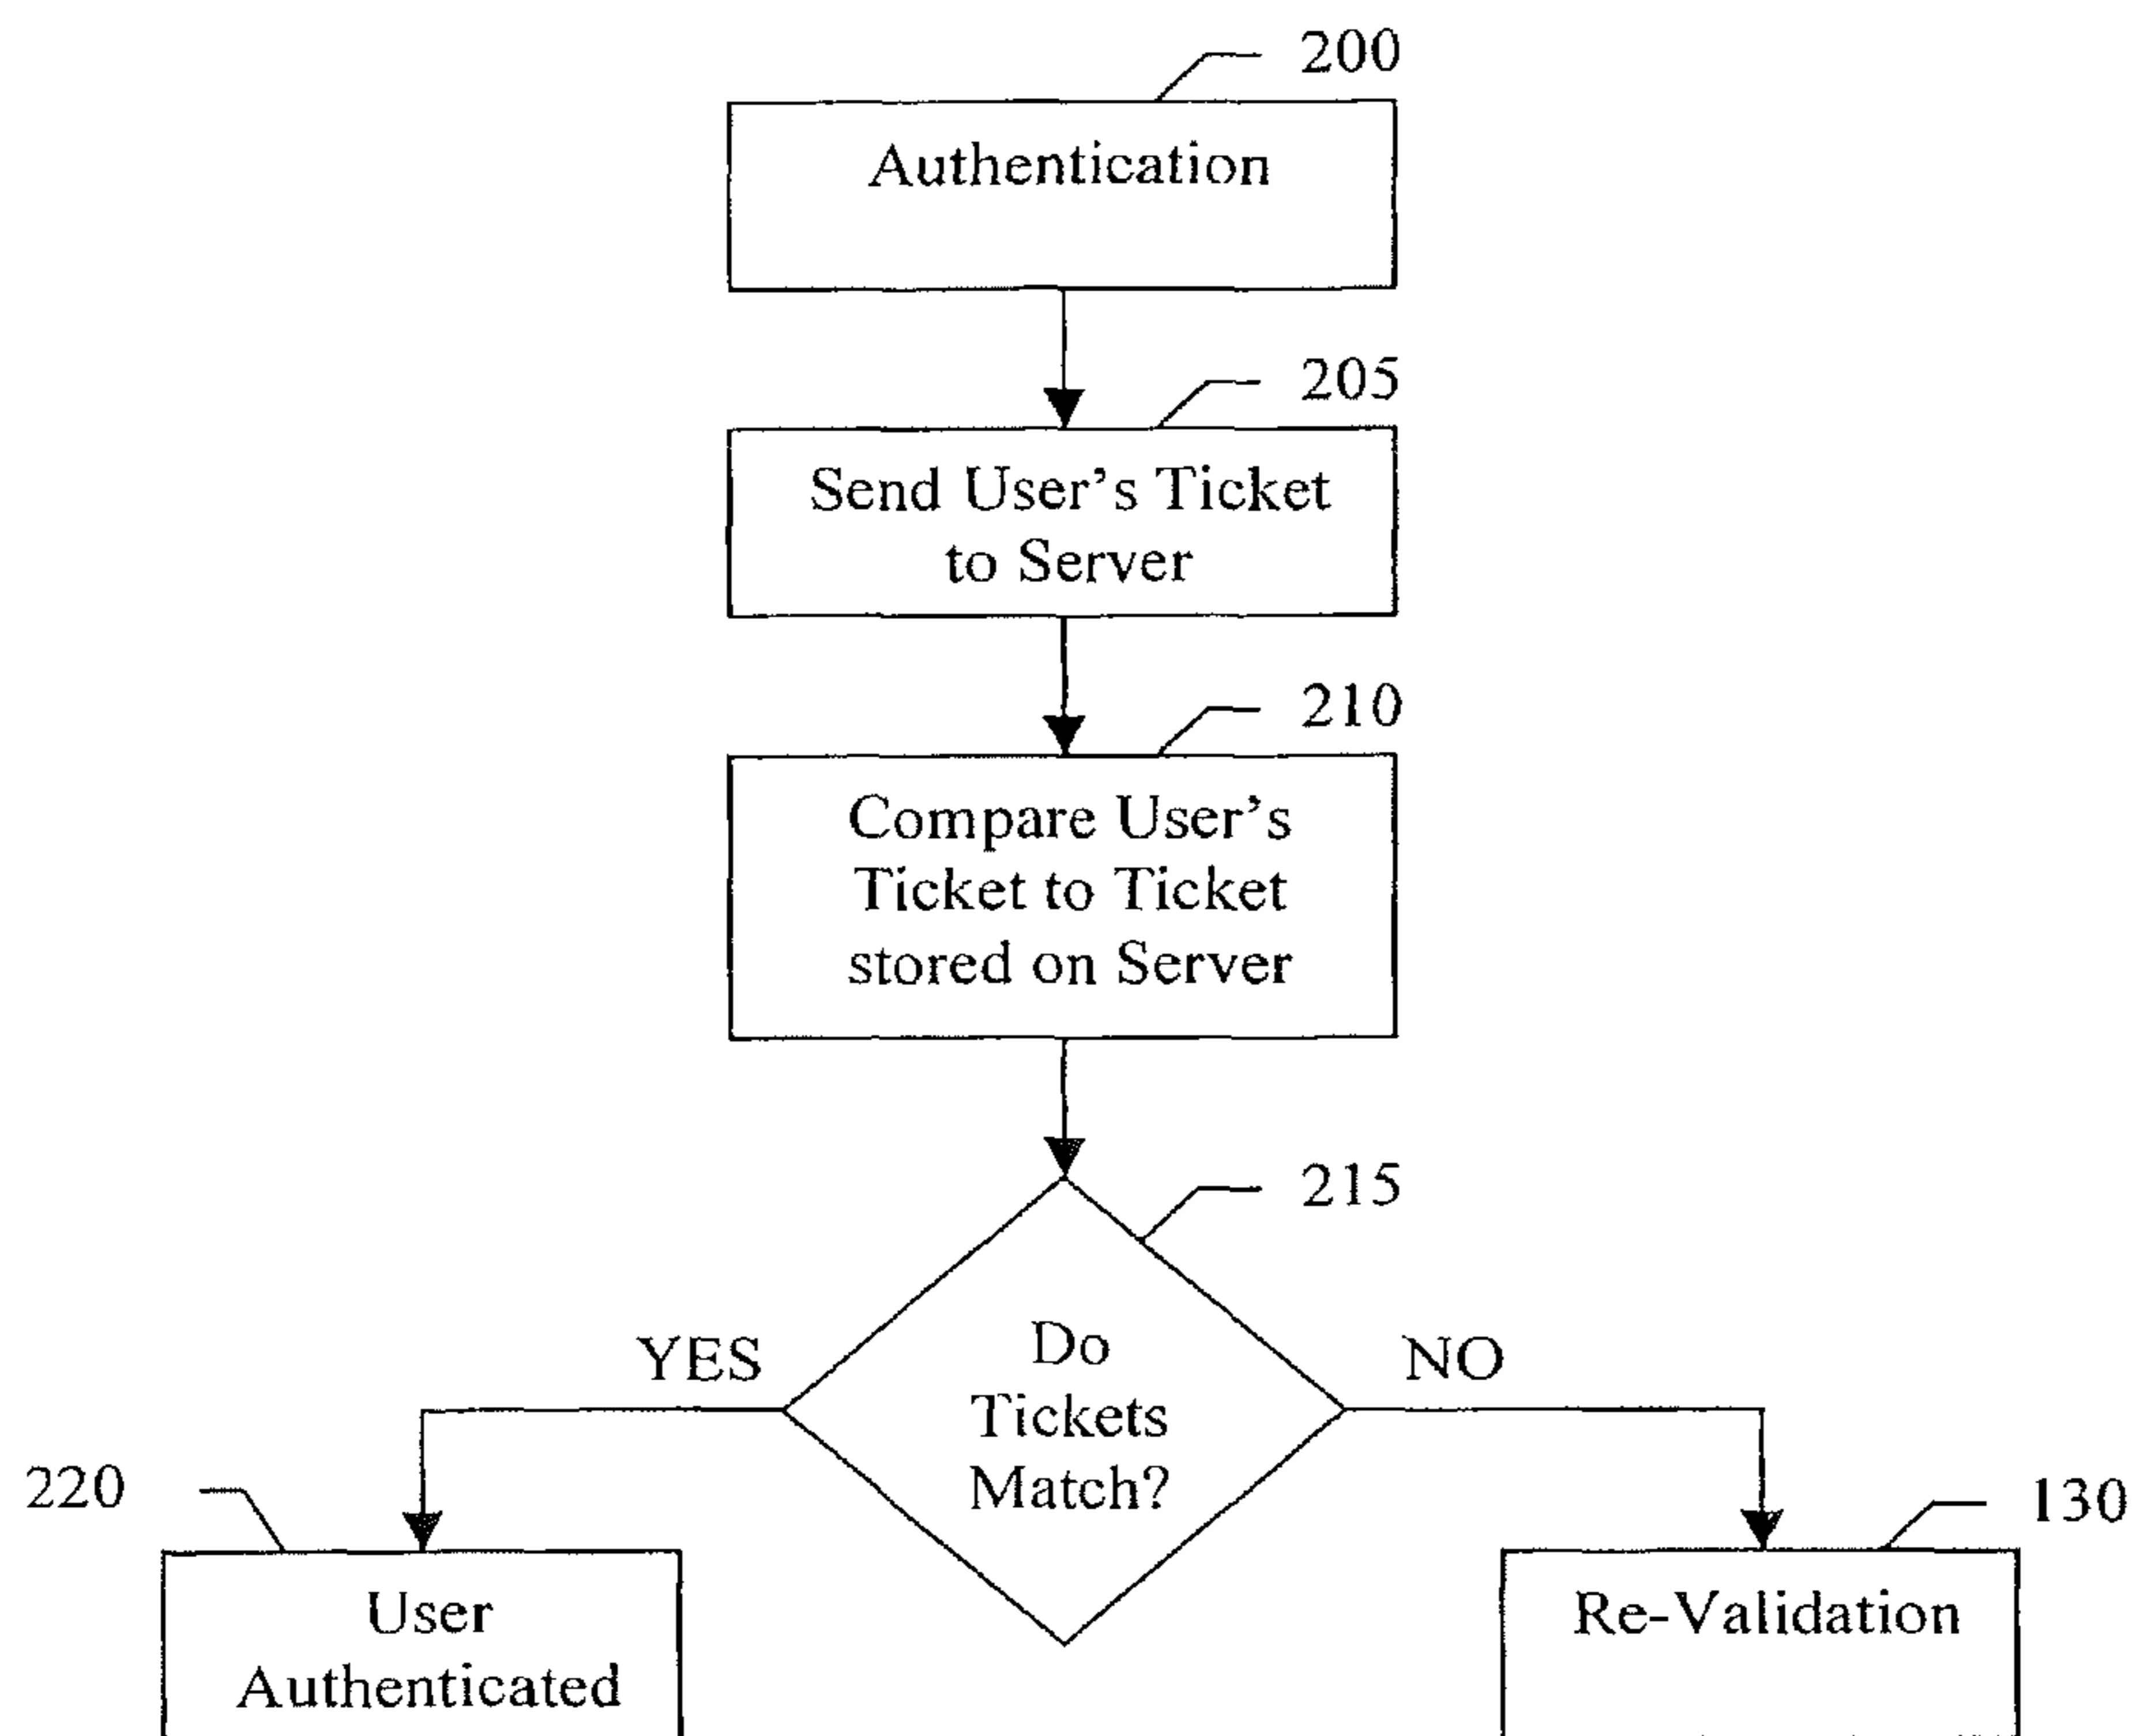 200
Authentication
205
Send User's Ticket
to Server
210
Compare User's
Ticket to Ticket
stored on Server
215
Do
Tickets
Match?
YES
NO
220
User
Authenticated
130
Re-Validation